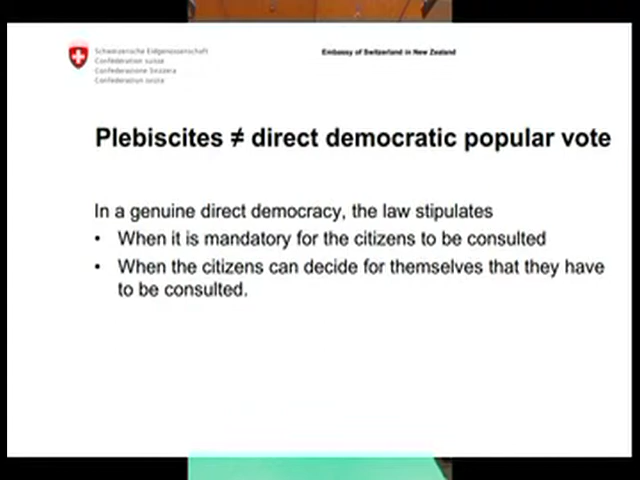 Schweizerische Eidgenossenschaft
Confédération suisse
Confederazione Svizzera
Confederaziun svizra
Embassy of Switzerland in New Zealand
Plebiscites ≠ direct democratic popular vote
In a genuine direct democracy, the law stipulates
• When it is mandatory for the citizens to be consulted
• When the citizens can decide for themselves that they have
to be consulted.